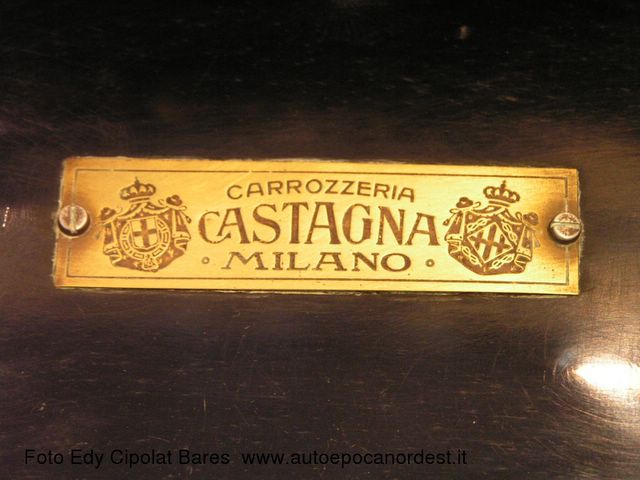 CARROZZERIA
CASTAGNA
· MILANO ·
Foto Edy Cipolat Bares www.autoepocanordest.it